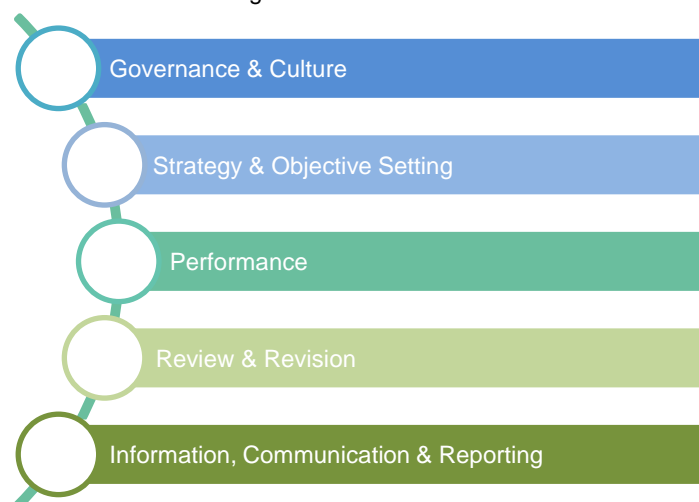 Governance & Culture
Strategy & Objective Setting
Performance
Review & Revision
Information, Communication & Reporting